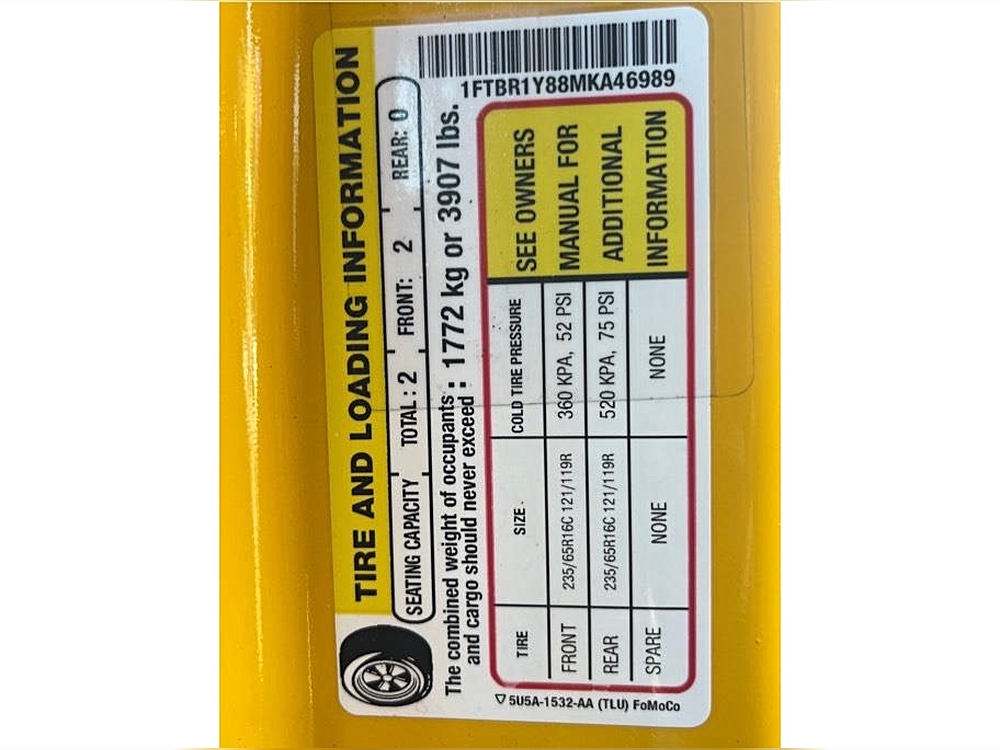 1FTBR1Y88MKA46989
TIRE AND LOADING INFORMATION
SEATING CAPACITY TOTAL : 2 FRONT: 2 REAR: 0
The combined weight of occupants
and cargo should never exceed : 1772 kg or 3907 lbs.
TIRE SIZE COLD TIRE PRESSURE
FRONT 235/65R16C 121/119R 360 KPA, 52 PSI
REAR 235/65R16C 121/119R 520 KPA, 75 PSI
SPARE NONE NONE
SEE OWNERS
MANUAL FOR
ADDITIONAL
INFORMATION
5U5A-1532-AA (TLU) FoMoCo